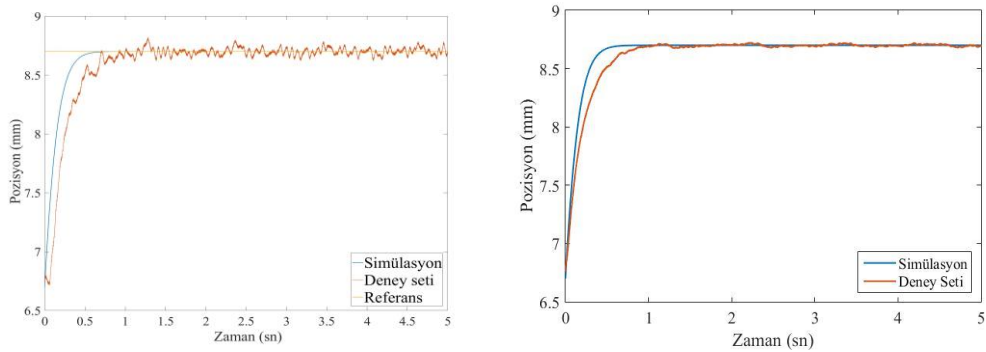 9
8.5
8
7.5
7
6.5
Pozisyon (mm)
0 0.5 1 1.5 2 2.5 3 3.5 4 4.5 5
Zaman (sn)
Simülasyon
Deney seti
Referans
9
8.5
8
7.5
7
6.5
Pozisyon (mm)
0 1 2 3 4 5
Zaman (sn)
Simülasyon
Deney Seti